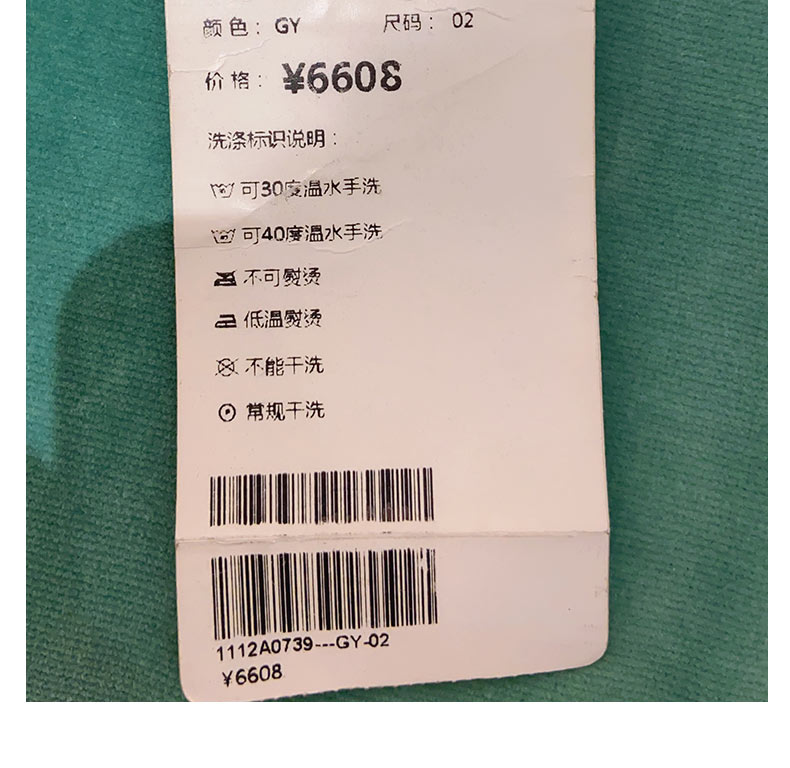 颜色： GY 尺码： 02
价格： ¥6608
洗涤标识说明：
可30度温水手洗
可40度温水手洗
不可熨烫
低温熨烫
不能干洗
常规干洗
1112A0739---GY-02
¥6608